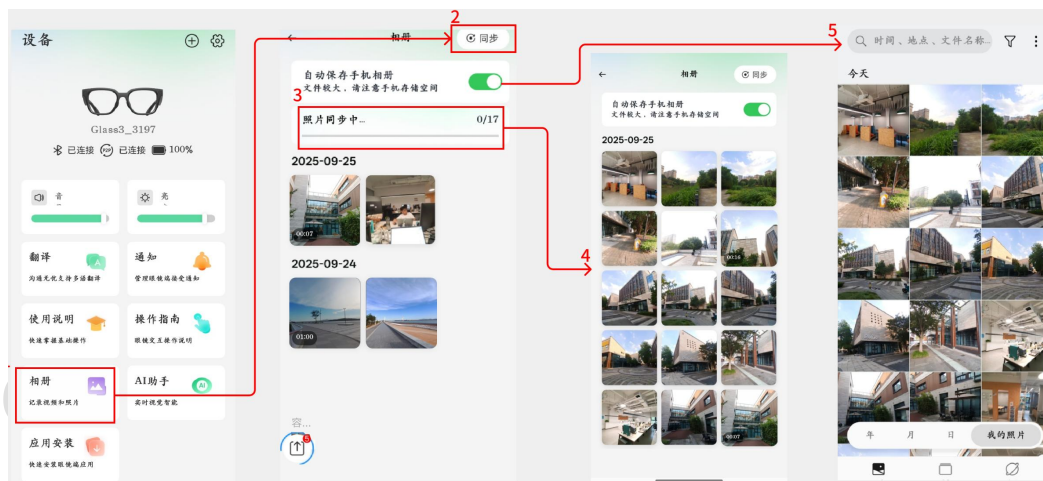 设备
Glass3_3197
已连接 P2P 已连接 100%
音
亮
翻译
沟通无忧支持多语翻译
通知
管理眼镜端接受通知
使用说明
快速掌握基础操作
操作指南
眼镜交互操作说明
相册
记录视频和照片
AI助手
AI
实时视觉智能
应用安装
快速安装眼镜端应用
2
相册
同步
自动保存手机相册
文件较大，请注意手机存储空间
3
照片同步中...
0/17
2025-09-25
00:07
2025-09-24
01:00
容...
5
4
相册
同步
自动保存手机相册
文件较大，请注意手机存储空间
2025-09-25
00:16
00:07
5
时间、地点、文件名称...
今天
年
月
日
我的照片